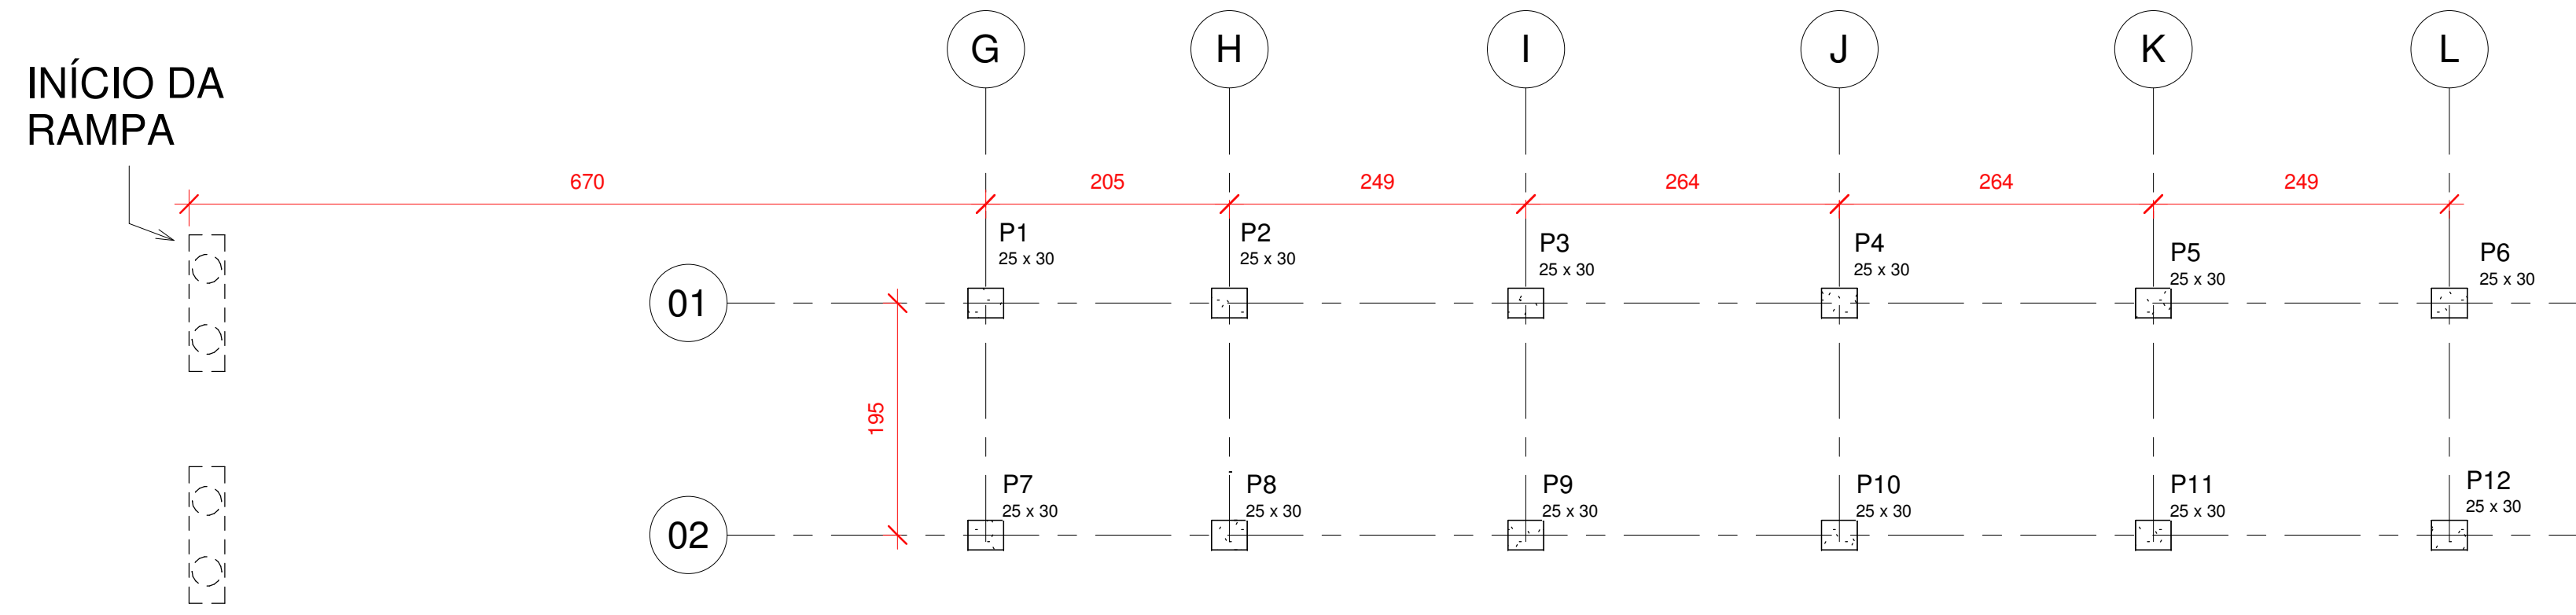 G H I J K L
INÍCIO DA
RAMPA
670 205 249 264 264 249
P1 P2 P3 P4 P5 P6
25 x 30 25 x 30 25 x 30 25 x 30 25 x 30 25 x 30
01
195
P7 P8 P9 P10 P11 P12
25 x 30 25 x 30 25 x 30 25 x 30 25 x 30 25 x 30
02